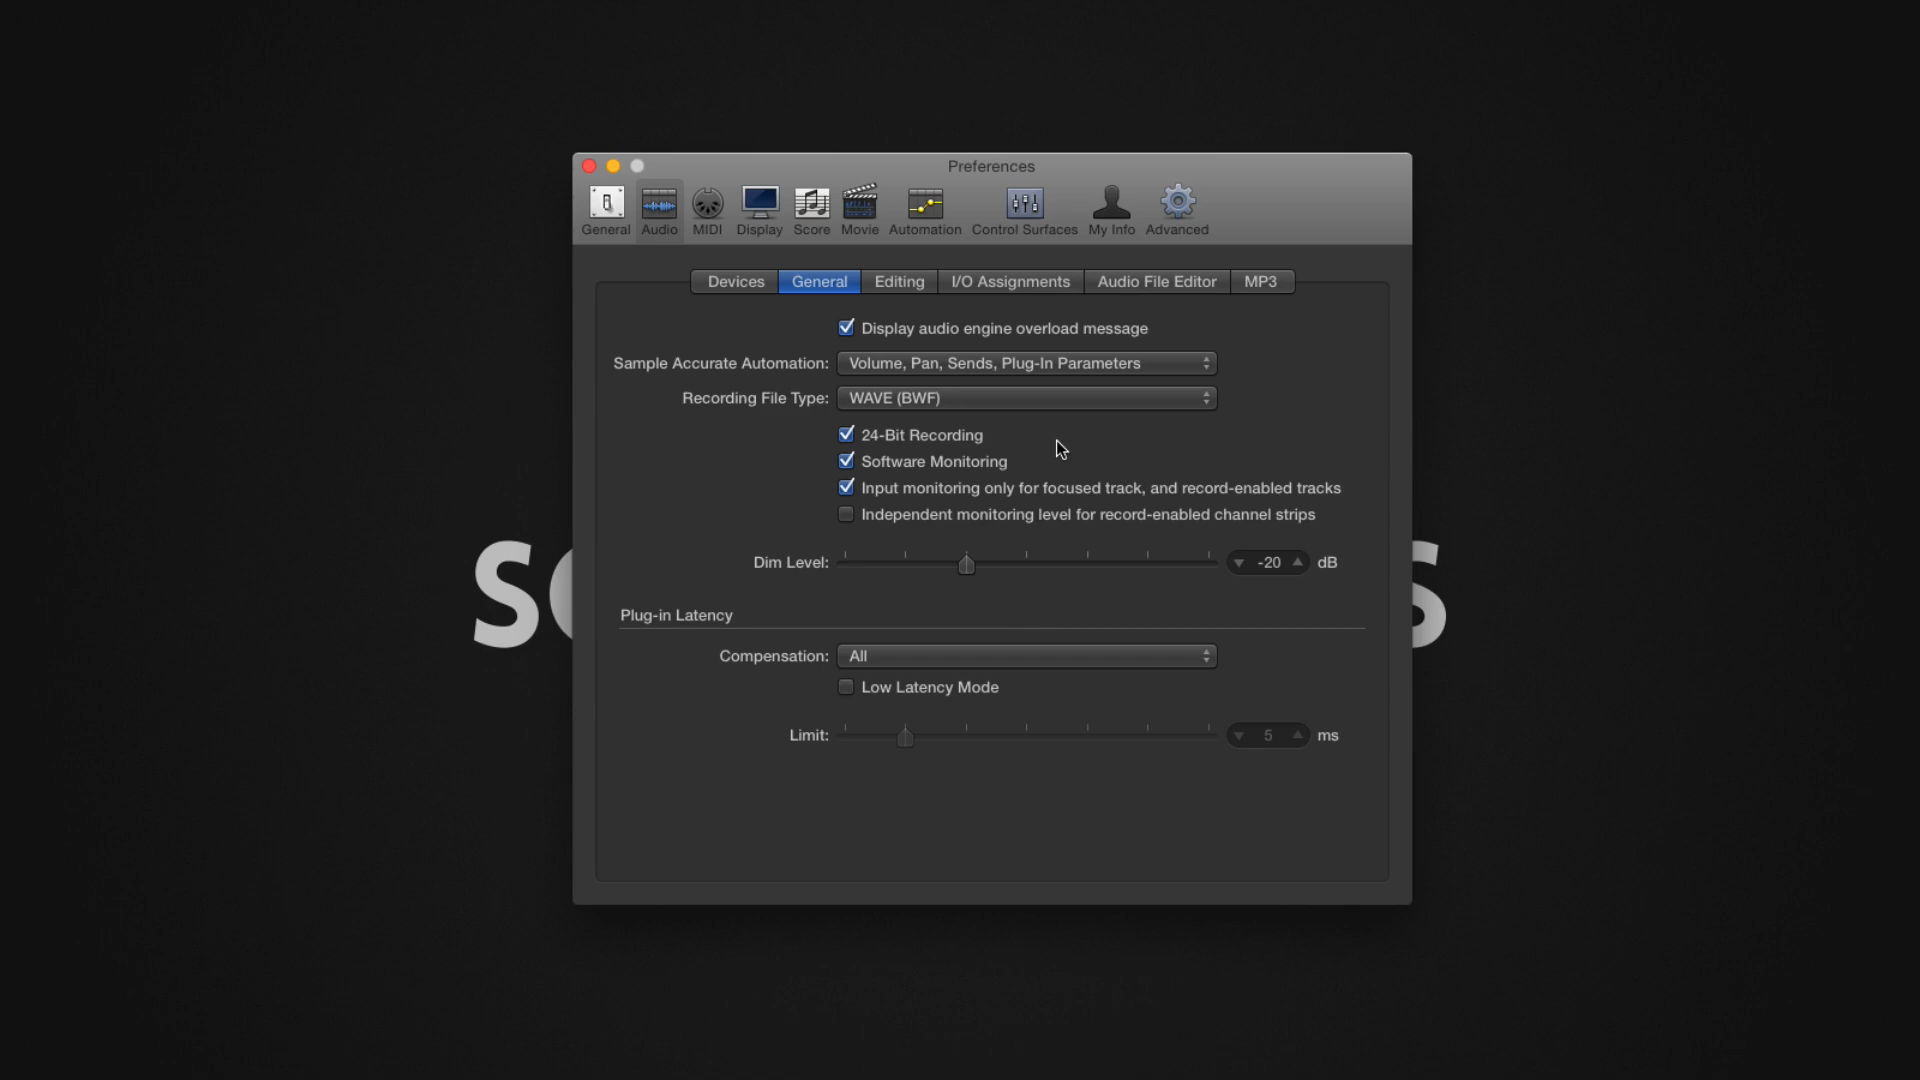 Preferences
General Audio MIDI Display Score Movie Automation Control Surfaces My Info Advanced
Devices General Editing I/O Assignments Audio File Editor MP3
Display audio engine overload message
Sample Accurate Automation: Volume, Pan, Sends, Plug-In Parameters
Recording File Type: WAVE (BWF)
24-Bit Recording
Software Monitoring
Input monitoring only for focused track, and record-enabled tracks
Independent monitoring level for record-enabled channel strips
Dim Level: -20 dB
Plug-in Latency
Compensation: All
Low Latency Mode
Limit: 5 ms